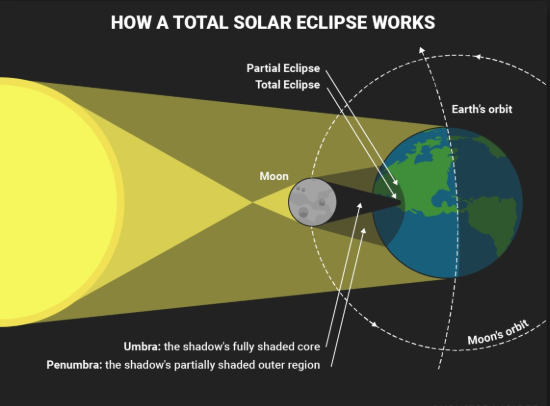 HOW A TOTAL SOLAR ECLIPSE WORKS
Partial Eclipse
Total Eclipse
Earth's orbit
Moon
Moon's orbit
Umbra: the shadow's fully shaded core
Penumbra: the shadow's partially shaded outer region